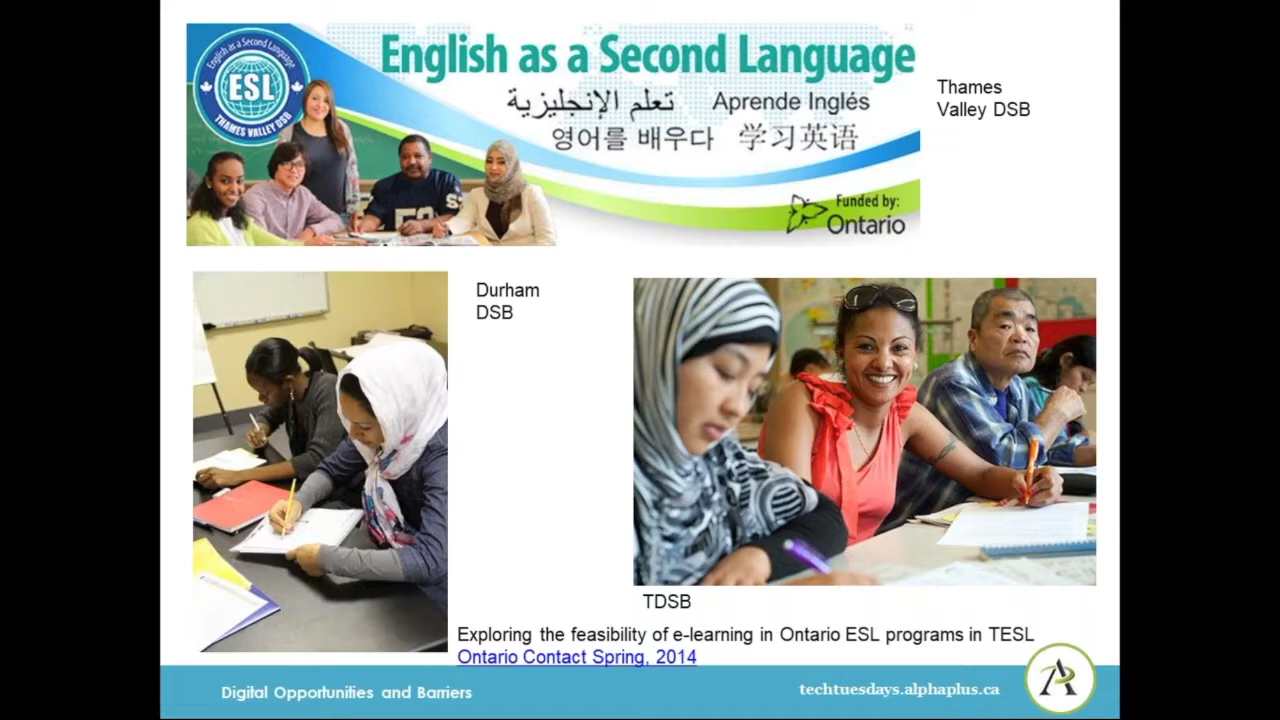 English as a Second Language
ESL
THAMES VALLEY DSB
English as a Second Language
تعلم الإنجليزية Aprende Inglés
영어를 배우다 学习英语
Funded by:
Ontario
Thames
Valley DSB
Durham
DSB
TDSB
Exploring the feasibility of e-learning in Ontario ESL programs in TESL
Ontario Contact Spring, 2014
Digital Opportunities and Barriers
techtuesdays.alphaplus.ca